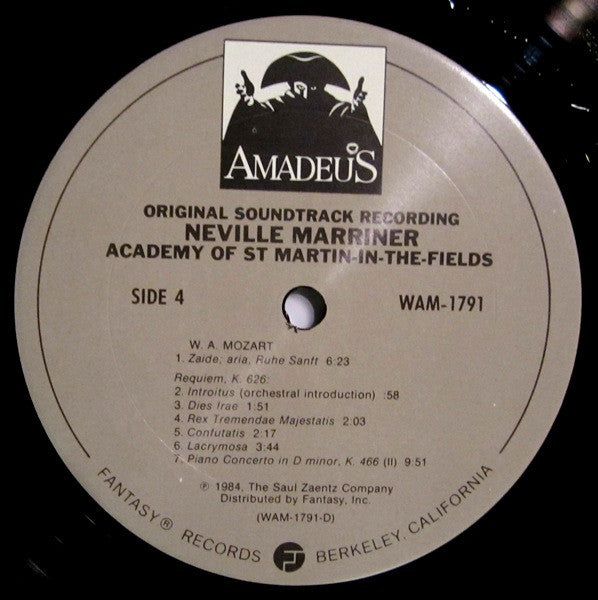 AMADEUS
ORIGINAL SOUNDTRACK RECORDING
NEVILLE MARRINER
ACADEMY OF ST MARTIN-IN-THE-FIELDS
SIDE 4
WAM-1791
W. A. MOZART
1. Zaide, aria, Ruhe Sanft 6:23
Requiem, K. 626:
2. Introitus (orchestral introduction) :58
3. Dies Irae 1:51
4. Rex Tremendae Majestatis 2:03
5. Confutatis 2:17
6. Lacrymosa 3:44
7. Piano Concerto in D minor, K. 466 (II) 9:51
℗ 1984, The Saul Zaentz Company
Distributed by Fantasy, Inc.
(WAM-1791-D)
FANTASY® RECORDS BERKELEY, CALIFORNIA